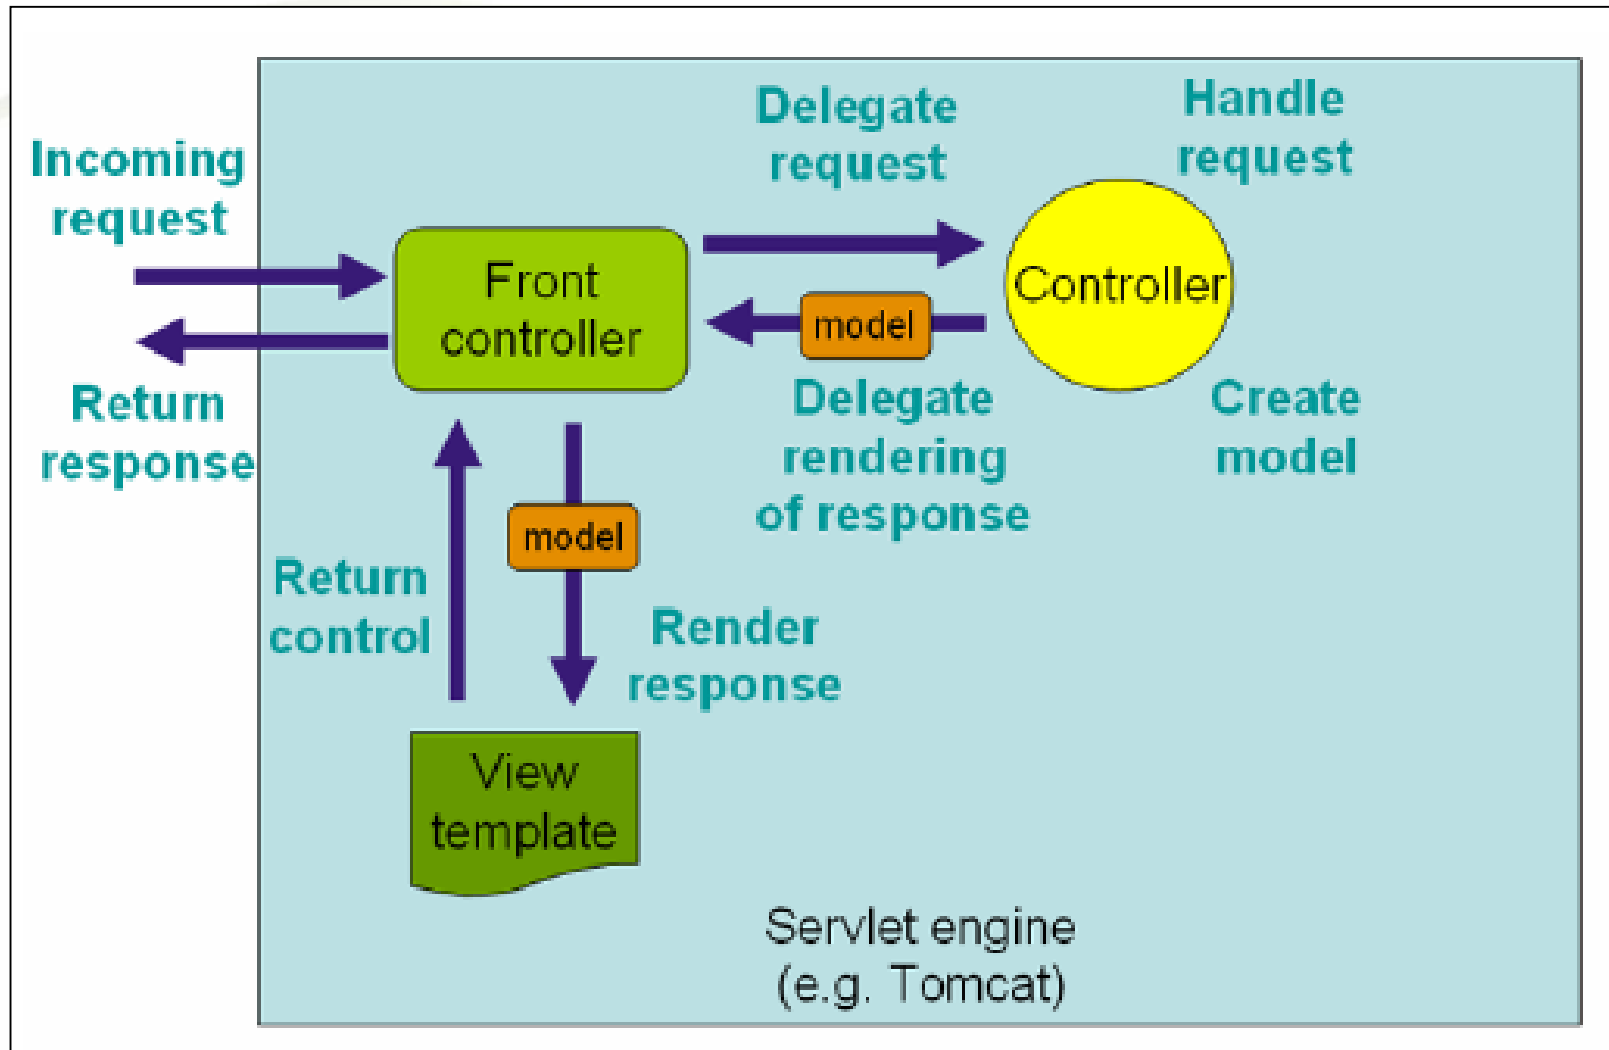 Incoming
request
Return
response
Delegate
request
Handle
request
Front
controller
Controller
model
Delegate
rendering
of response
Create
model
model
Return
control
Render
response
View
template
Servlet engine
(e.g. Tomcat)